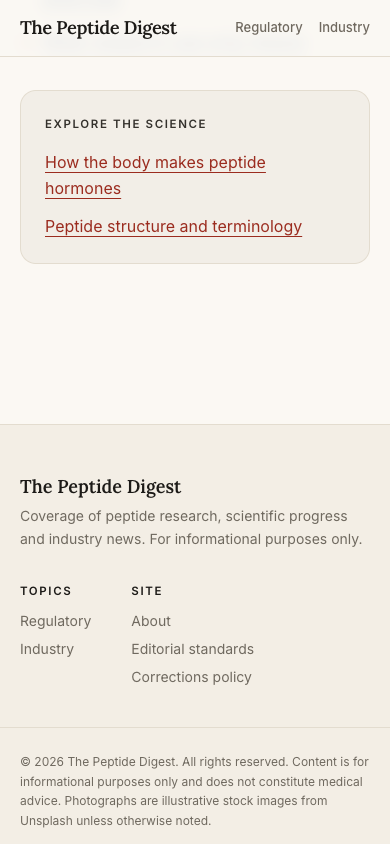 The Peptide Digest
Regulatory Industry
EXPLORE THE SCIENCE
How the body makes peptide
hormones
Peptide structure and terminology
The Peptide Digest
Coverage of peptide research, scientific progress
and industry news. For informational purposes only.
TOPICS
Regulatory
Industry
SITE
About
Editorial standards
Corrections policy
© 2026 The Peptide Digest. All rights reserved. Content is for
informational purposes only and does not constitute medical
advice. Photographs are illustrative stock images from
Unsplash unless otherwise noted.